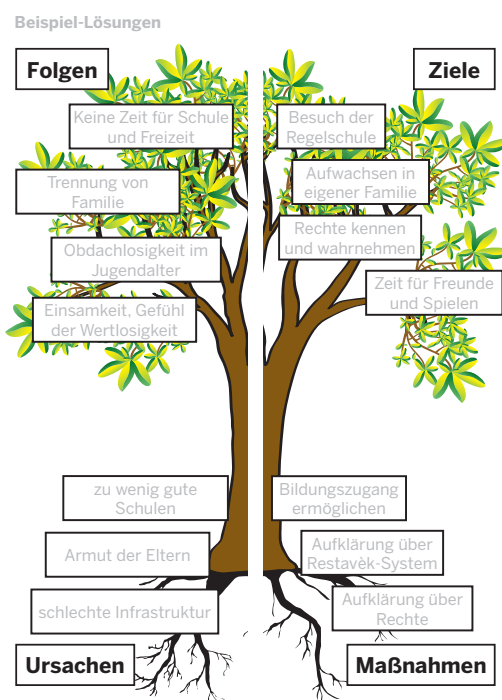 Beispiel-Lösungen
Folgen
Keine Zeit für Schule
und Freizeit
Trennung von
Familie
Obdachlosigkeit im
Jugendalter
Einsamkeit, Gefühl
der Wertlosigkeit
zu wenig gute
Schulen
Armut der Eltern
schlechte Infrastruktur
Ursachen
Ziele
Besuch der
Regelschule
Aufwachsen in
eigener Familie
Rechte kennen
und wahrnehmen
Zeit für Freunde
und Spielen
Bildungszugang
ermöglichen
Aufklärung über
Restavèk-System
Aufklärung über
Rechte
Maßnahmen